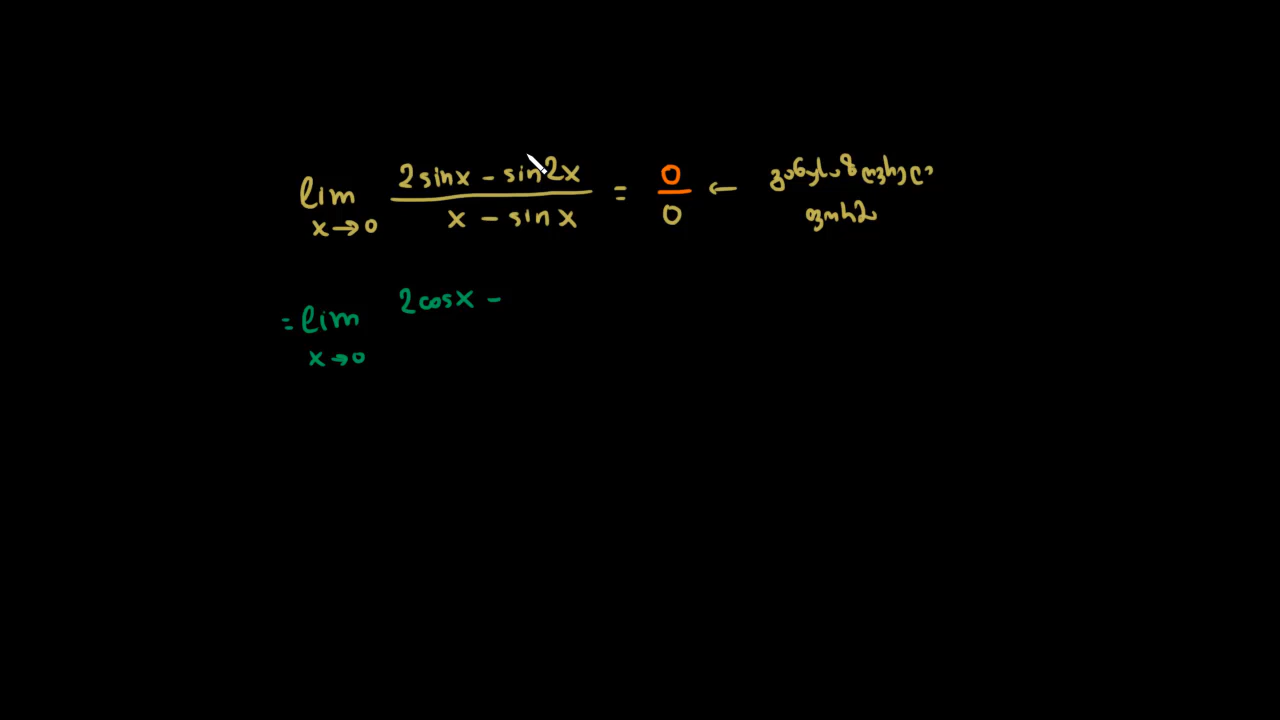 lim x→0 (2sinx - sin2x)/(x - sinx) = 0/0 ← განუსაზღვრელი
ფორმა
= lim x→0 2cosx -